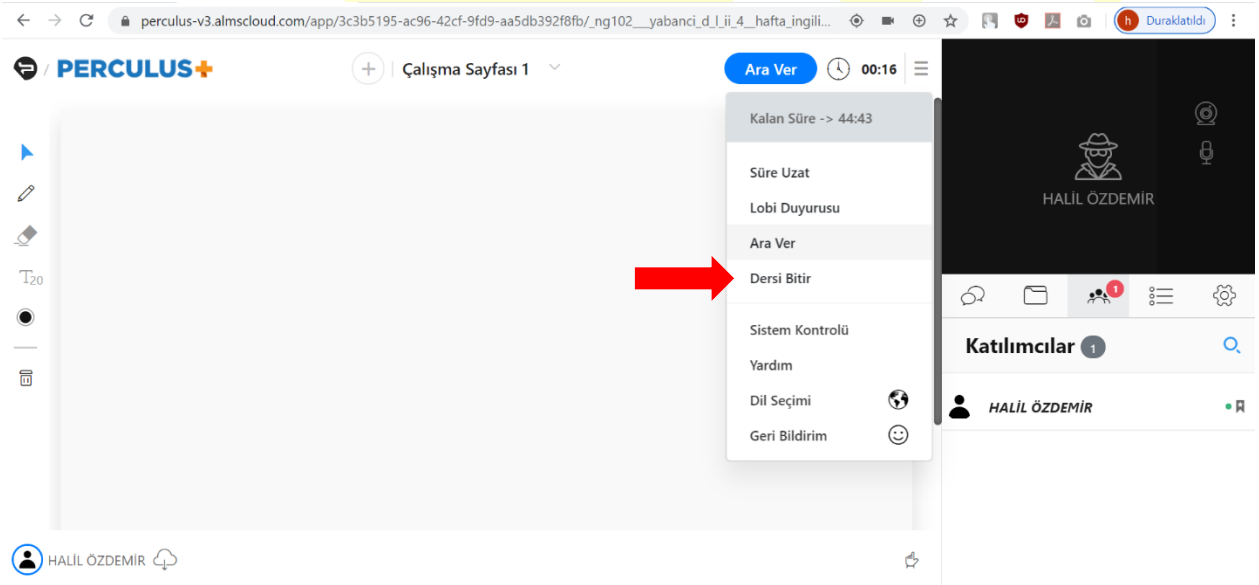 perculus-v3.almscloud.com/app/3c3b5195-ac96-42cf-9fd9-aa5db392f8fb/_ng102__yabanci_d_l_ii_4__hafta_ingili...
h Duraklatıldı
/ PERCULUS+
Çalışma Sayfası 1
Ara Ver
00:16
Kalan Süre -> 44:43
Süre Uzat
Lobi Duyurusu
Ara Ver
Dersi Bitir
Sistem Kontrolü
Yardım
Dil Seçimi
Geri Bildirim
T20
HALİL ÖZDEMİR
1
Katılımcılar 1
HALİL ÖZDEMİR
HALİL ÖZDEMİR